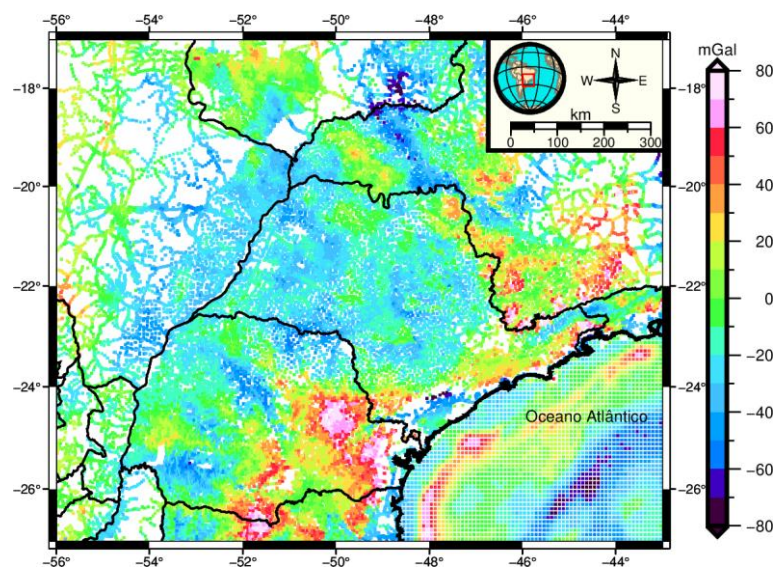 −56 −54 −52 −50 −48 −46 −44
−18° −18°
−20° −20°
−22° −22°
−24° −24°
−26° −26°
−56 −54 −52 −50 −48 −46 −44
N
W E
S
km
0 100 200 300
Oceano Atlântico
mGal
80
60
40
20
0
−20
−40
−60
−80